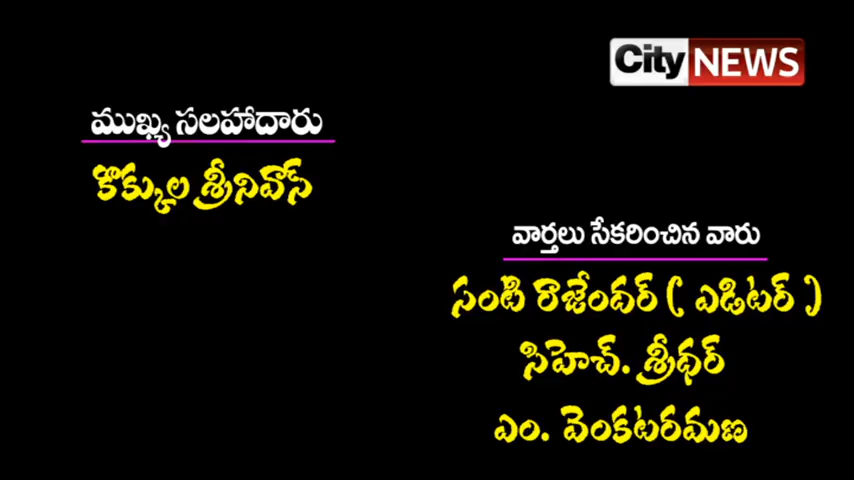 City NEWS
ముఖ్య సలహాదారు
కొక్కుల శ్రీనివాస్
వార్తలు సేకరించిన వారు
సంటి రాజేందర్ ( ఎడిటర్ )
సిహెచ్. శ్రీధర్
ఎం. వెంకటరమణ